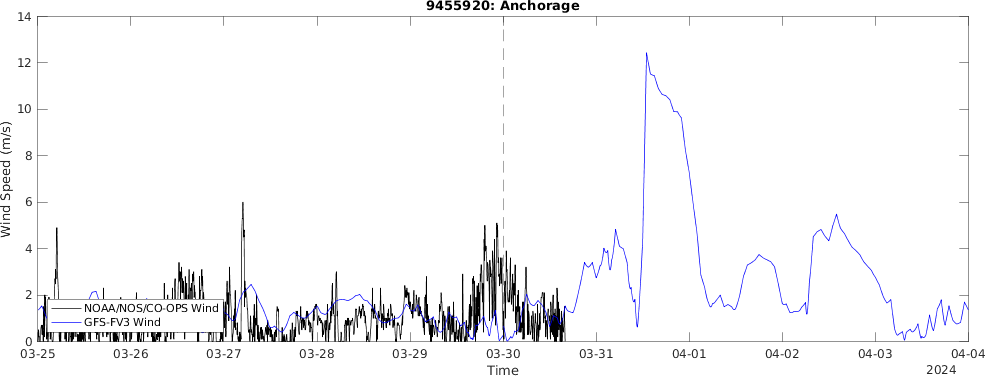 9455920: Anchorage
Wind Speed (m/s)
14
12
10
8
6
4
2
0
NOAA/NOS/CO-OPS Wind
GFS-FV3 Wind
03-25 03-26 03-27 03-28 03-29 03-30 03-31 04-01 04-02 04-03 04-04
Time
2024